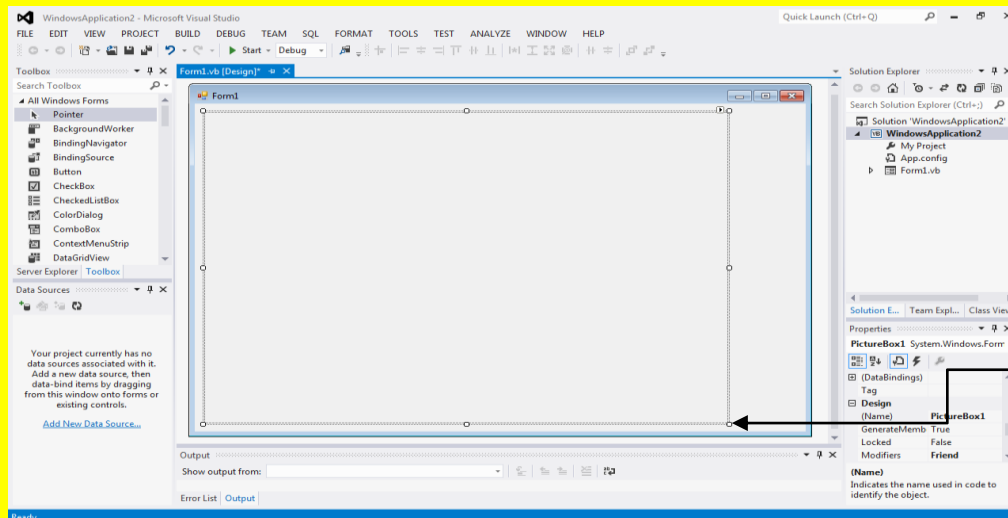 WindowsApplication2 - Microsoft Visual Studio
Quick Launch (Ctrl+Q)
FILE EDIT VIEW PROJECT BUILD DEBUG TEAM SQL FORMAT TOOLS TEST ANALYZE WINDOW HELP
Start Debug
Toolbox
Search Toolbox
All Windows Forms
Pointer
BackgroundWorker
BindingNavigator
BindingSource
Button
CheckBox
CheckedListBox
ColorDialog
ComboBox
ContextMenuStrip
DataGridView
Server Explorer Toolbox
Data Sources
Your project currently has no
data sources associated with it.
Add a new data source, then
data-bind items by dragging
from this window onto forms or
existing controls.
Add New Data Source...
Form1.vb [Design]*
Form1
Output
Show output from:
Error List Output
Solution Explorer
Search Solution Explorer (Ctrl+;)
Solution 'WindowsApplication2'
WindowsApplication2
My Project
App.config
Form1.vb
Solution E... Team Expl... Class View
Properties
PictureBox1 System.Windows.Form
(DataBindings)
Tag
Design
(Name) PictureBox1
GenerateMemb True
Locked False
Modifiers Friend
(Name)
Indicates the name used in code to
identify the object.
Ready